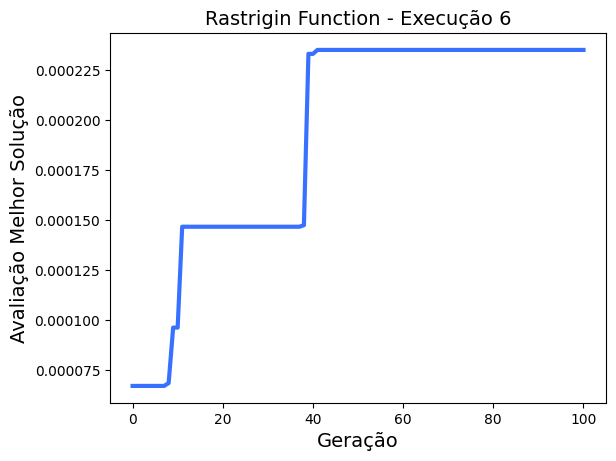 Rastrigin Function - Execução 6
Avaliação Melhor Solução
0.000225
0.000200
0.000175
0.000150
0.000125
0.000100
0.000075
0 20 40 60 80 100
Geração